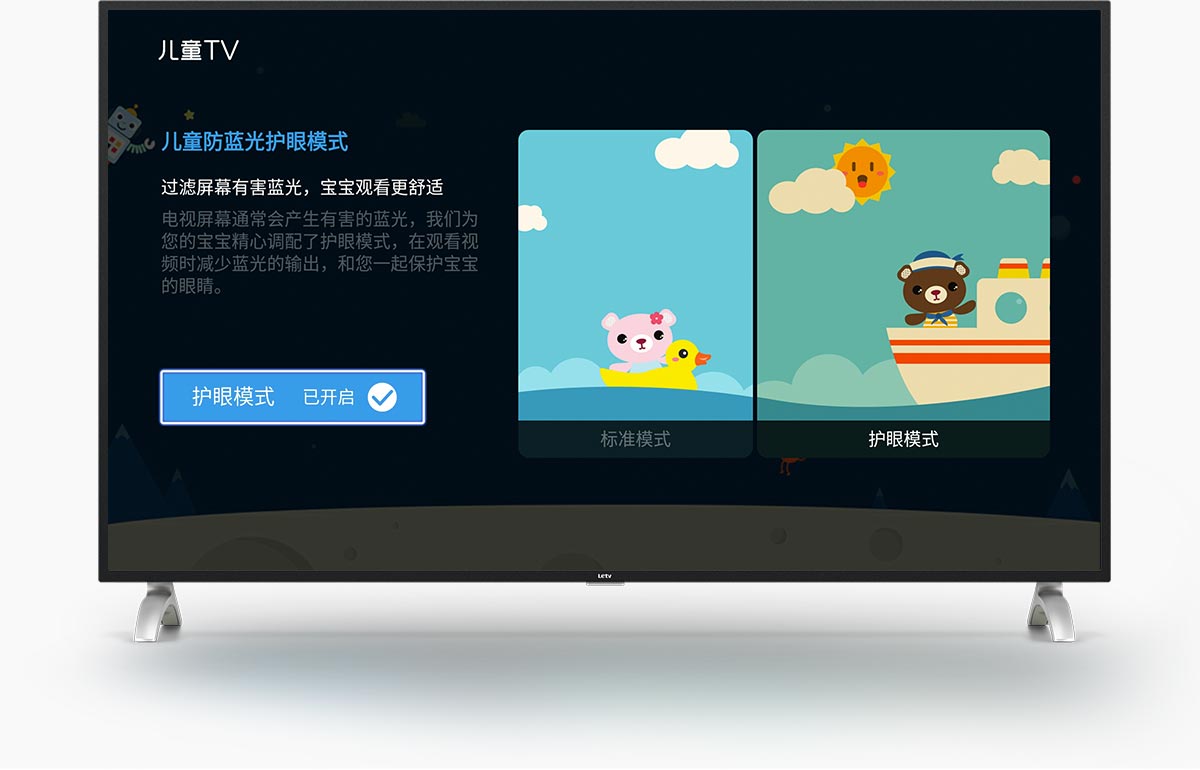 儿童TV
儿童防蓝光护眼模式
过滤屏幕有害蓝光，宝宝观看更舒适
电视屏幕通常会产生有害的蓝光，我们为
您的宝宝精心调配了护眼模式，在观看视
频时减少蓝光的输出，和您一起保护宝宝
的眼睛。
护眼模式 已开启
标准模式
护眼模式
Letv